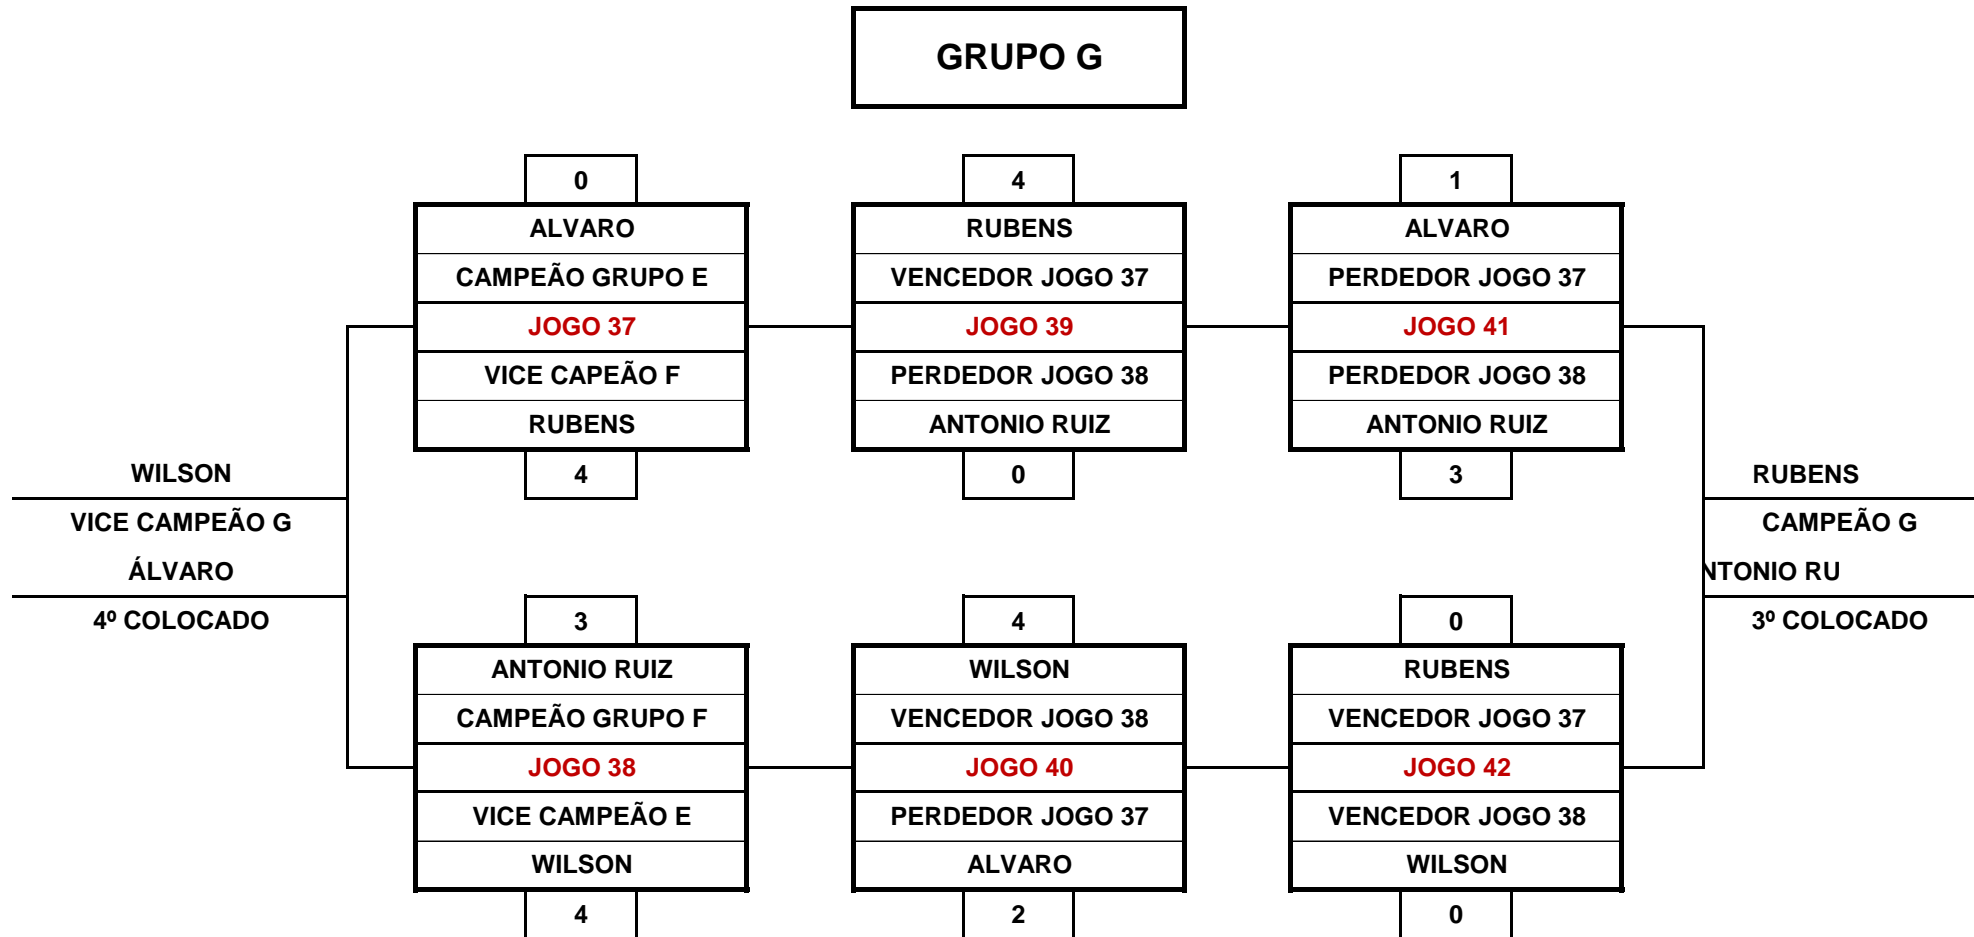 GRUPO G
0
4
1
ALVARO
RUBENS
ALVARO
CAMPEÃO GRUPO E
VENCEDOR JOGO 37
PERDEDOR JOGO 37
JOGO 37
JOGO 39
JOGO 41
VICE CAPEÃO F
PERDEDOR JOGO 38
PERDEDOR JOGO 38
RUBENS
ANTONIO RUIZ
ANTONIO RUIZ
WILSON
4
0
3
RUBENS
VICE CAMPEÃO G
CAMPEÃO G
ÁLVARO
NTONIO RU
4º COLOCADO
3
4
0
3º COLOCADO
ANTONIO RUIZ
WILSON
RUBENS
CAMPEÃO GRUPO F
VENCEDOR JOGO 38
VENCEDOR JOGO 37
JOGO 38
JOGO 40
JOGO 42
VICE CAMPEÃO E
PERDEDOR JOGO 37
VENCEDOR JOGO 38
WILSON
ALVARO
WILSON
4
2
0